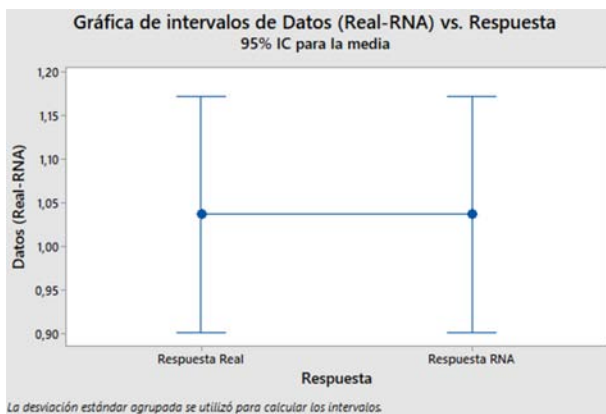 Gráfica de intervalos de Datos (Real-RNA) vs. Respuesta
95% IC para la media
1,20
1,15
1,10
1,05
1,00
0,95
0,90
Datos (Real-RNA)
Respuesta Real
Respuesta RNA
Respuesta
La desviación estándar agrupada se utilizó para calcular los intervalos.